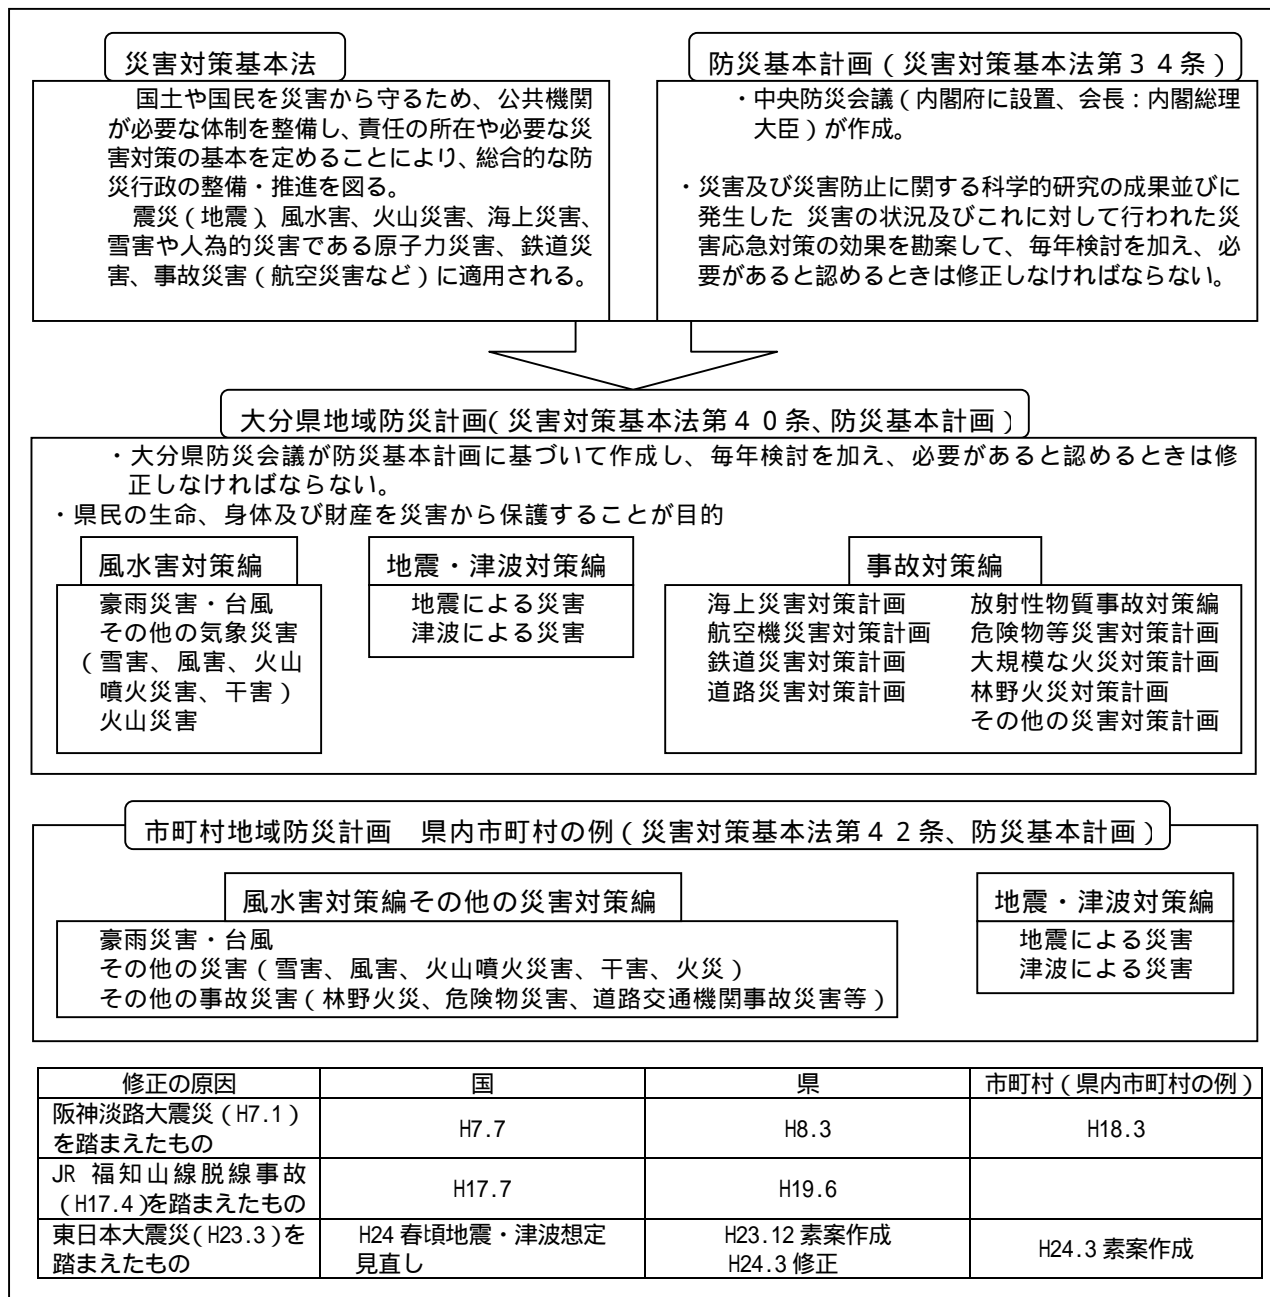 災害対策基本法
国土や国民を災害から守るため、公共機関
が必要な体制を整備し、責任の所在や必要な災
害対策の基本を定めることにより、総合的な防
災行政の整備・推進を図る。
震災(地震)、風水害、火山災害、海上災害、
雪害や人為的災害である原子力災害、鉄道災
害、事故災害(航空災害など)に適用される。
防災基本計画(災害対策基本法第34条)
・中央防災会議(内閣府に設置、会長:内閣総理
大臣)が作成。
・災害及び災害防止に関する科学的研究の成果並びに
発生した 災害の状況及びこれに対して行われた災
害応急対策の効果を勘案して、毎年検討を加え、必
要があると認めるときは修正しなければならない。
大分県地域防災計画(災害対策基本法第40条、防災基本計画)
・大分県防災会議が防災基本計画に基づいて作成し、毎年検討を加え、必要があると認めるときは修
正しなければならない。
・県民の生命、身体及び財産を災害から保護することが目的
風水害対策編
豪雨災害・台風
その他の気象災害
(雪害、風害、火山
噴火災害、干害)
火山災害
地震・津波対策編
地震による災害
津波による災害
事故対策編
海上災害対策計画 放射性物質事故対策編
航空機災害対策計画 危険物等災害対策計画
鉄道災害対策計画 大規模な火災対策計画
道路災害対策計画 林野火災対策計画
その他の災害対策計画
市町村地域防災計画 県内市町村の例(災害対策基本法第42条、防災基本計画)
風水害対策編その他の災害対策編
豪雨災害・台風
その他の災害(雪害、風害、火山噴火災害、干害、火災)
その他の事故災害(林野火災、危険物災害、道路交通機関事故災害等)
地震・津波対策編
地震による災害
津波による災害
修正の原因 国 県 市町村(県内市町村の例)
阪神淡路大震災(H7.1)
を踏まえたもの H7.7 H8.3 H18.3
JR 福知山線脱線事故
(H17.4)を踏まえたもの H17.7 H19.6
東日本大震災(H23.3)を
踏まえたもの
H24春頃地震・津波想定
見直し
H23.12 素案作成
H24.3 修正
H24.3 素案作成